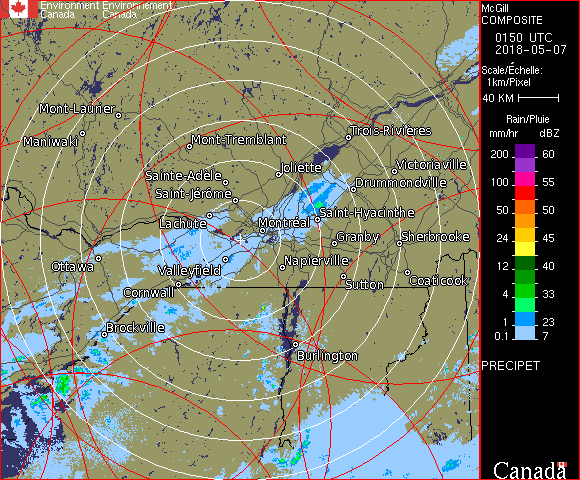 Environment Environnement
Canada Canada
McGill
COMPOSITE
0150 UTC
2018-05-07
Scale/Échelle:
1km/Pixel
40 KM
Rain/Pluie
mm/hr dBZ
200 60
100 55
50 50
24 45
12 40
4 33
1 23
0.1 7
PRECIPET
Canada
Mont-Laurier
Maniwaki
Mont-Tremblant
Trois-Rivières
Joliette
Victoriaville
Sainte-Adèle
Drummondville
Saint-Jérôme
Lachute
Montréal
Saint-Hyacinthe
Granby
Sherbrooke
Ottawa
Valleyfield
Napierville
Cornwall
Sutton
Coaticook
Brockville
Burlington